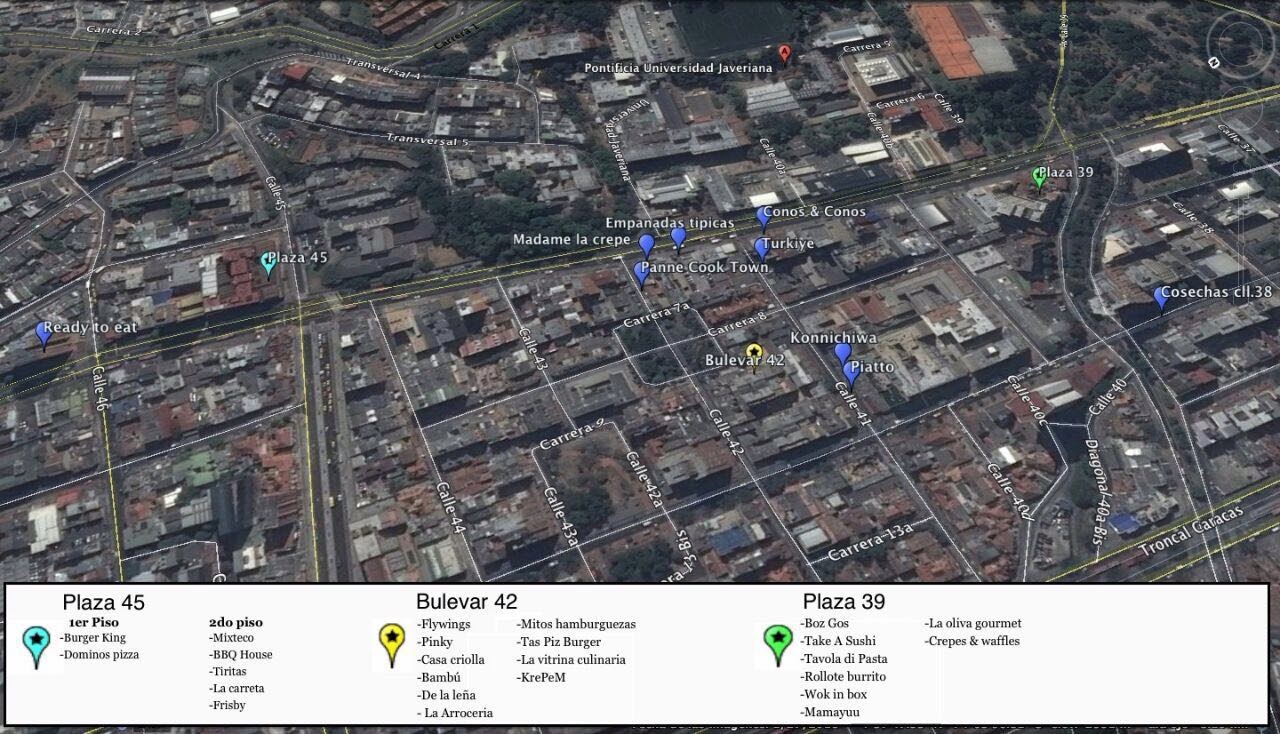 Carrera 2
Carrera 1
Transversal 4
Carrera 5
Pontificia Universidad Javeriana
A
Carrera 6
Calle 39
Transversal 5
Calle 40b
Calle 40a
Calle 37
Plaza 39
Calle 45
Conos & Conos
Calle 38
Empanadas tipicas
Madame la crepe
Turkiye
Plaza 45
Panne Cook Town
Cosechas cll.38
Carrera 7a
Carrera 8
Ready to eat
Konnichiwa
Calle 43
Bulevar 42
Piatto
Calle 46
Calle 40c
Calle 40
Calle 41
Calle 42
Carrera 9
Calle 42a
Calle 40d
Diagonal 40a Bis
Calle 44
Calle 43a
Troncal Caracas
Carrera 13a
Plaza 45
1er Piso
-Burger King
-Dominos pizza
2do piso
-Mixteco
-BBQ House
-Tiritas
-La carreta
-Frisby
Bulevar 42
-Flywings
-Pinky
-Casa criolla
-Bambú
-De la leña
- La Arroceria
-Mitos hamburguezas
-Tas Piz Burger
-La vitrina culinaria
-KrePeM
Plaza 39
-Boz Gos
-Take A Sushi
-Tavola di Pasta
-Rollote burrito
-Wok in box
-Mamayuu
-La oliva gourmet
-Crepes & waffles